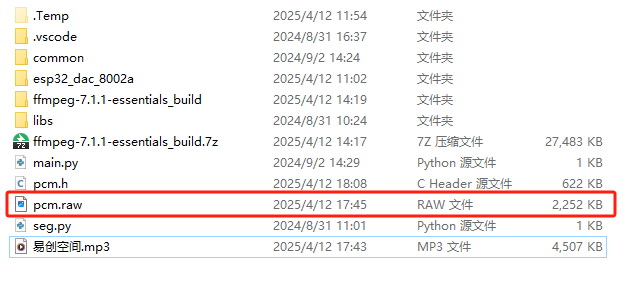 .Temp 2025/4/12 11:54 文件夹
.vscode 2024/8/31 16:37 文件夹
common 2024/9/2 14:24 文件夹
esp32_dac_8002a 2025/4/12 11:02 文件夹
ffmpeg-7.1.1-essentials_build 2025/4/12 14:19 文件夹
libs 2024/8/31 10:24 文件夹
ffmpeg-7.1.1-essentials_build.7z 2025/4/12 14:17 7Z 压缩文件 27,483 KB
main.py 2024/9/2 14:29 Python 源文件 1 KB
pcm.h 2025/4/12 18:08 C Header 源文件 622 KB
pcm.raw 2025/4/12 17:45 RAW 文件 2,252 KB
seg.py 2024/8/31 11:01 Python 源文件 1 KB
易创空间.mp3 2025/4/12 17:43 MP3 文件 4,507 KB